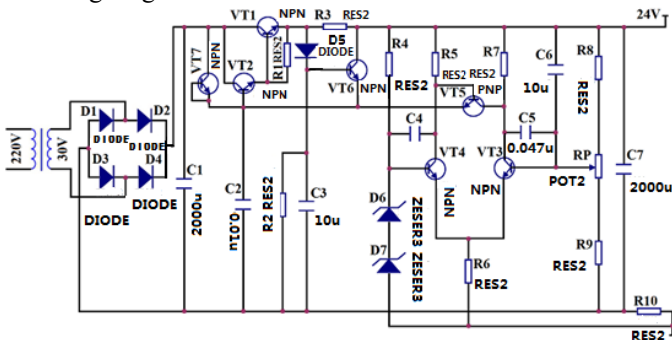 VT1 NPN R3 RES2 24V
VT7 R1 RES2 D5 R4 R5 R7 C6 R8
NPN DIODE
VT2 RES2 RES2 RES2 RES2
NPN VT6 NPN VT5 PNP 10u
D1 D2 C5
DIODE DIODE C4 VT4 VT3 0.047u RP C7
220V 30V
D3 D4 C1 C2 R2 RES2 C3 NPN NPN POT2 2000u
DIODE DIODE 2000u 0.01u 10u D6 ZESER3
D7 ZESER3 R6 R9
RES2 RES2
R10
RES2